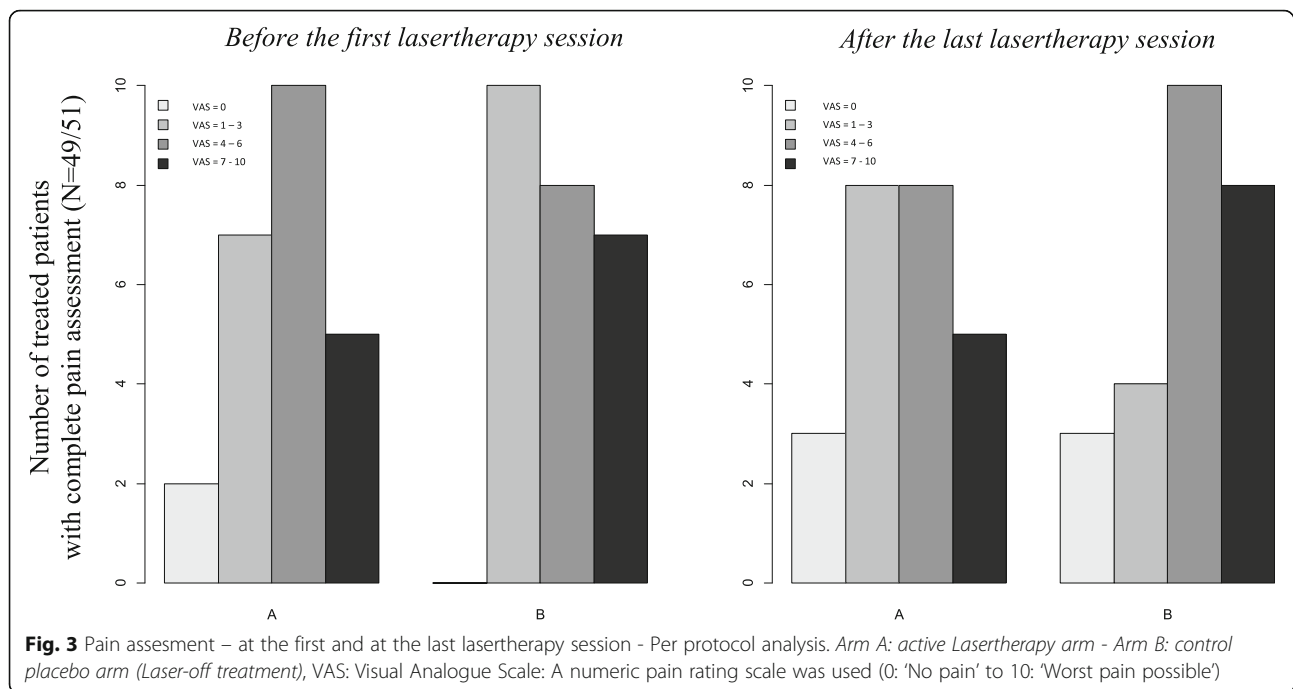 Before the first lasertherapy session
After the last lasertherapy session
Number of treated patients
with complete pain assessment (N=49/51)
10
8
6
4
2
0
VAS = 0
VAS = 1 – 3
VAS = 4 – 6
VAS = 7 - 10
A
B
10
8
6
4
2
0
VAS = 0
VAS = 1 – 3
VAS = 4 – 6
VAS = 7 - 10
A
B
Fig. 3 Pain assesment – at the first and at the last lasertherapy session - Per protocol analysis. Arm A: active Lasertherapy arm - Arm B: control
placebo arm (Laser-off treatment), VAS: Visual Analogue Scale: A numeric pain rating scale was used (0: ‘No pain’ to 10: ‘Worst pain possible’)